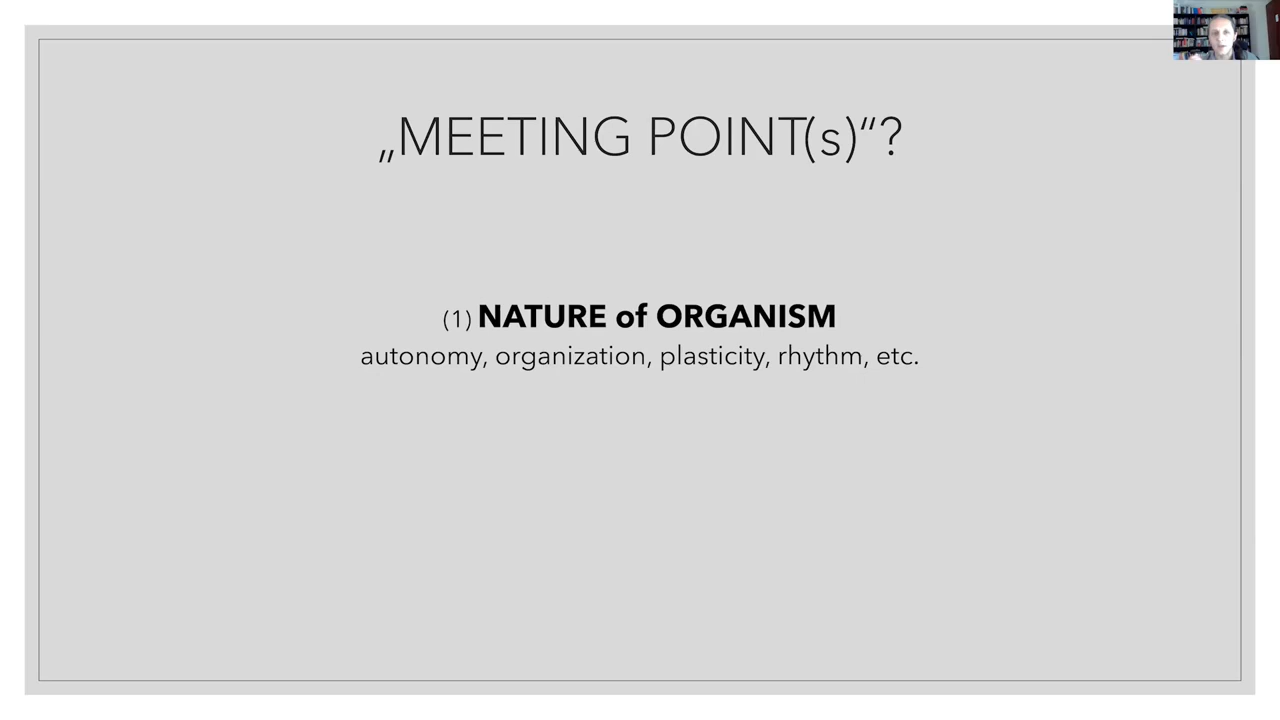 „MEETING POINT(s)“?
(1) NATURE of ORGANISM
autonomy, organization, plasticity, rhythm, etc.